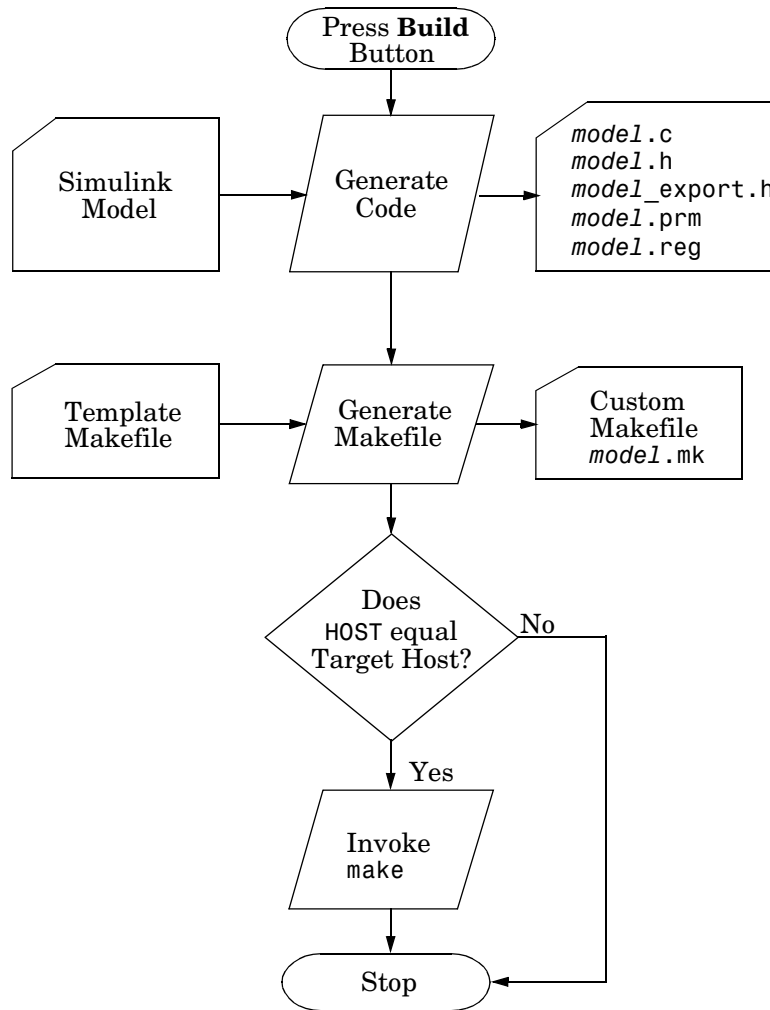 Press Build
Button
Simulink
Model
Generate
Code
model.c
model.h
model_export.h
model.prm
model.reg
Template
Makefile
Generate
Makefile
Custom
Makefile
model.mk
Does
HOST equal
Target Host?
No
Yes
Invoke
make
Stop